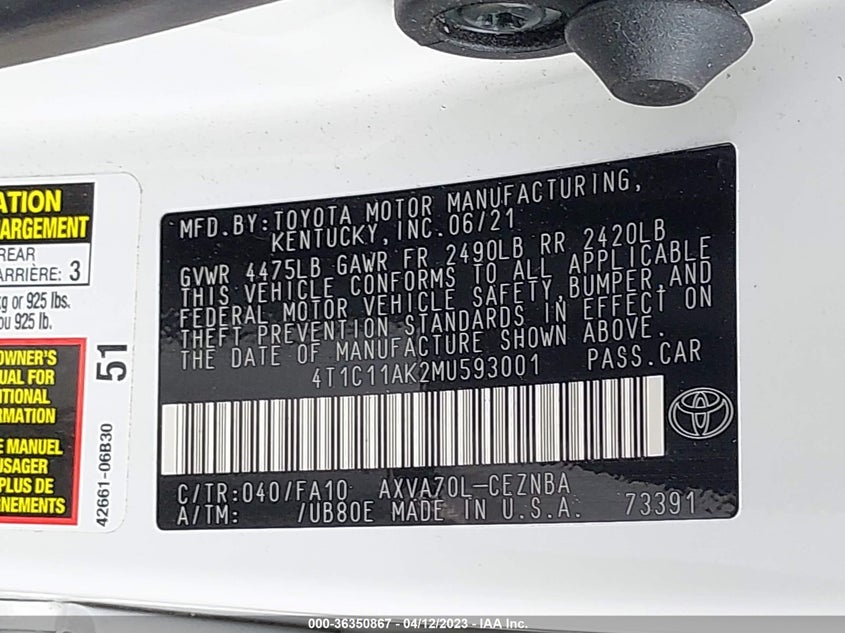 ATION
ARGEMENT
REAR
ARRIÈRE: 3
kg or 925 lbs.
ou 925 lb.
OWNER'S
UAL FOR
ITIONAL
RMATION
E MANUEL
USAGER
PLUS DE
GNEMENTS
51
42661-06B30
MFD. BY: TOYOTA MOTOR MANUFACTURING,
KENTUCKY, INC. 06/21
GVWR 4475LB GAWR FR 2490LB RR 2420LB
THIS VEHICLE CONFORMS TO ALL APPLICABLE
FEDERAL MOTOR VEHICLE SAFETY, BUMPER, AND
THEFT PREVENTION STANDARDS IN EFFECT ON
THE DATE OF MANUFACTURE SHOWN ABOVE.
4T1C11AK2MU593001 PASS. CAR
C/TR: 040/FA10 AXVA70L-CEZNBA
A/TM: /UB80E MADE IN U.S.A. 73391
000-36350867 - 04/12/2023 - IAA Inc.